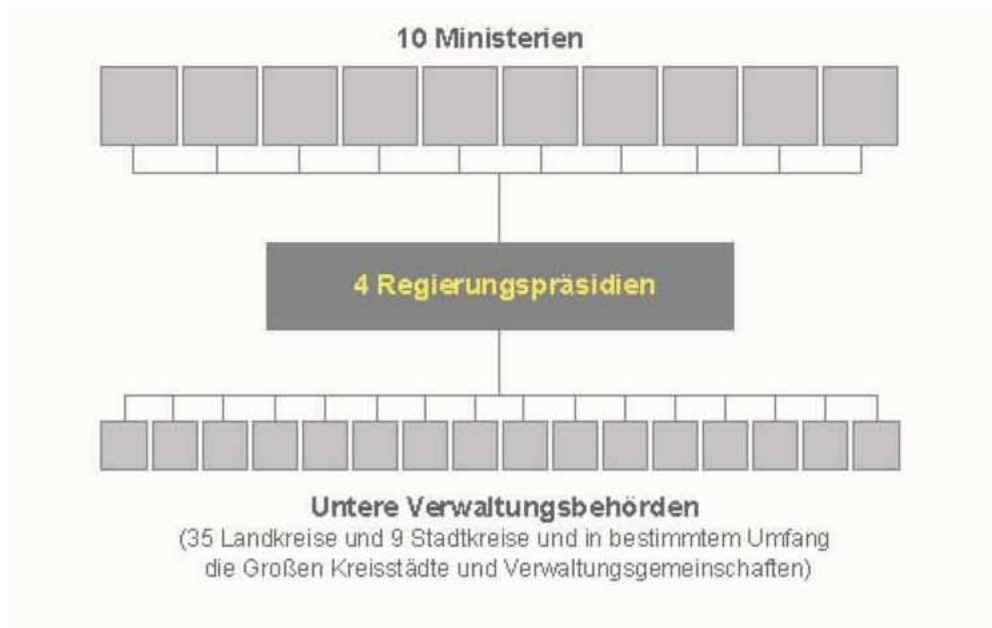 10 Ministerien
4 Regierungspräsidien
Untere Verwaltungsbehörden
(35 Landkreise und 9 Stadtkreise und in bestimmtem Umfang
die Großen Kreisstädte und Verwaltungsgemeinschaften)